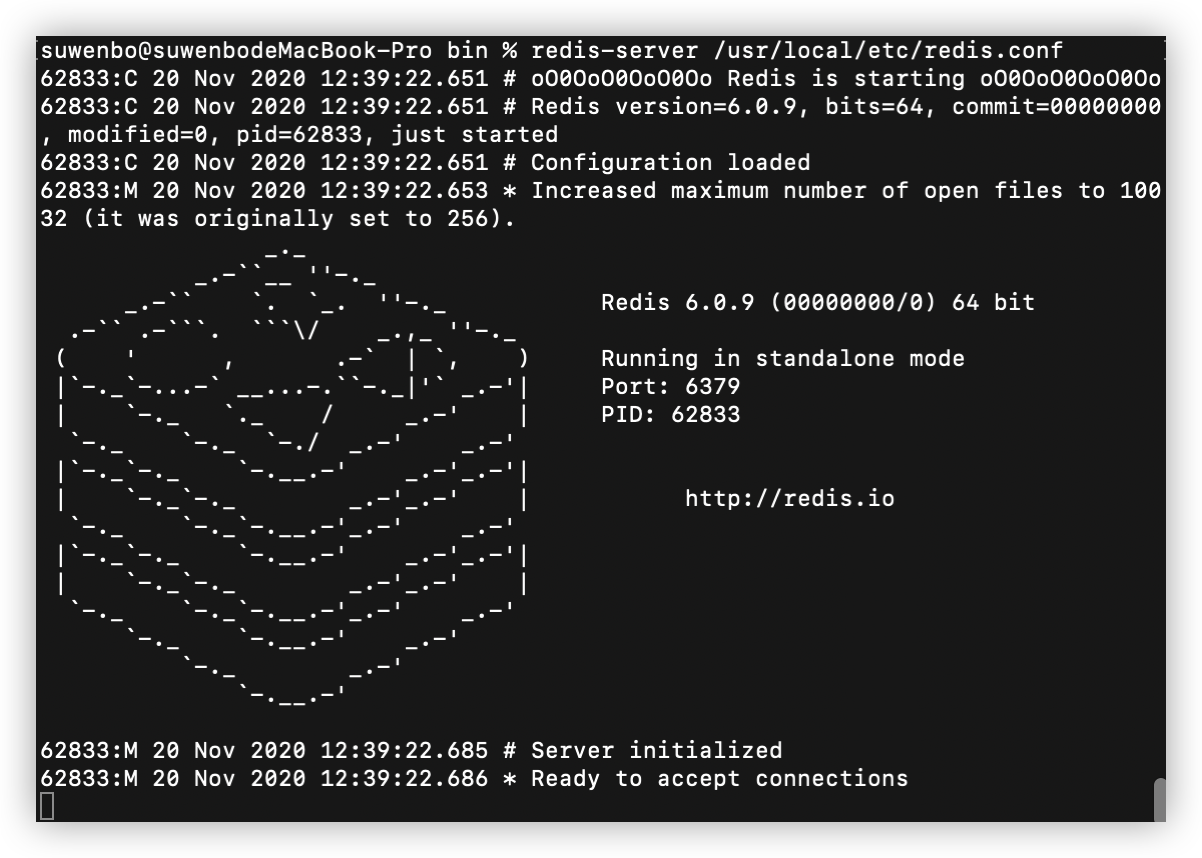 suwenbo@suwenbodeMacBook-Pro bin % redis-server /usr/local/etc/redis.conf
62833:C 20 Nov 2020 12:39:22.651 # oO0OoO0OoO0Oo Redis is starting oO0OoO0OoO0Oo
62833:C 20 Nov 2020 12:39:22.651 # Redis version=6.0.9, bits=64, commit=00000000
, modified=0, pid=62833, just started
62833:C 20 Nov 2020 12:39:22.651 # Configuration loaded
62833:M 20 Nov 2020 12:39:22.653 * Increased maximum number of open files to 100
32 (it was originally set to 256).
Redis 6.0.9 (00000000/0) 64 bit
Running in standalone mode
Port: 6379
PID: 62833
http://redis.io
62833:M 20 Nov 2020 12:39:22.685 # Server initialized
62833:M 20 Nov 2020 12:39:22.686 * Ready to accept connections